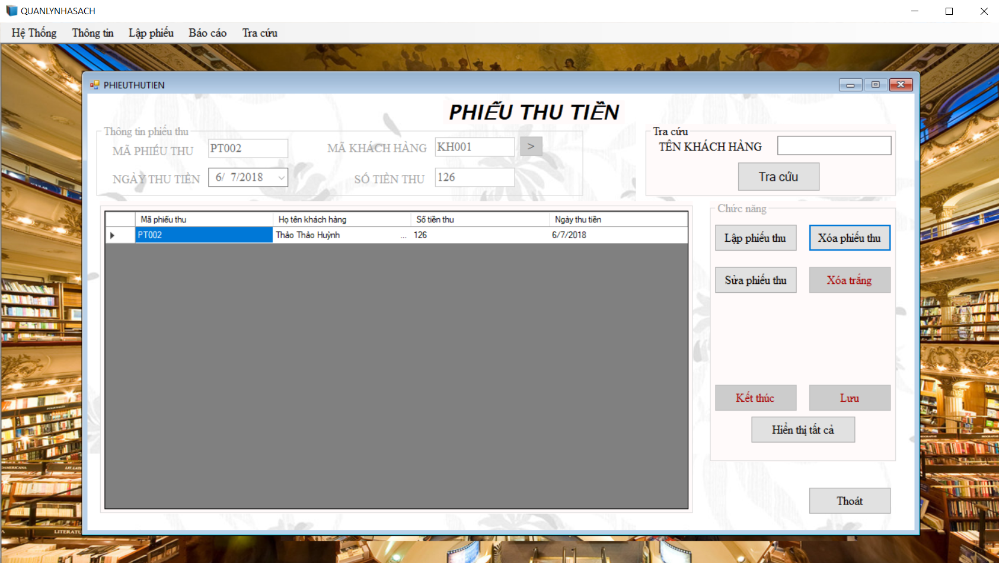 QUANLYNHASACH
Hệ Thống Thông tin Lập phiếu Báo cáo Tra cứu
PHIEUTHUTIEN
PHIẾU THU TIỀN
Thông tin phiếu thu
MÃ PHIẾU THU PT002 MÃ KHÁCH HÀNG KH001 >
NGÀY THU TIỀN 6/ 7/2018 SỐ TIỀN THU 126
Tra cứu
TÊN KHÁCH HÀNG
Tra cứu
Mã phiếu thu Họ tên khách hàng Số tiền thu Ngày thu tiền
PT002 Thảo Thảo Huỳnh ... 126 6/7/2018
Chức năng
Lập phiếu thu Xóa phiếu thu
Sửa phiếu thu Xóa trắng
Kết thúc Lưu
Hiển thị tất cả
Thoát
LITERATU